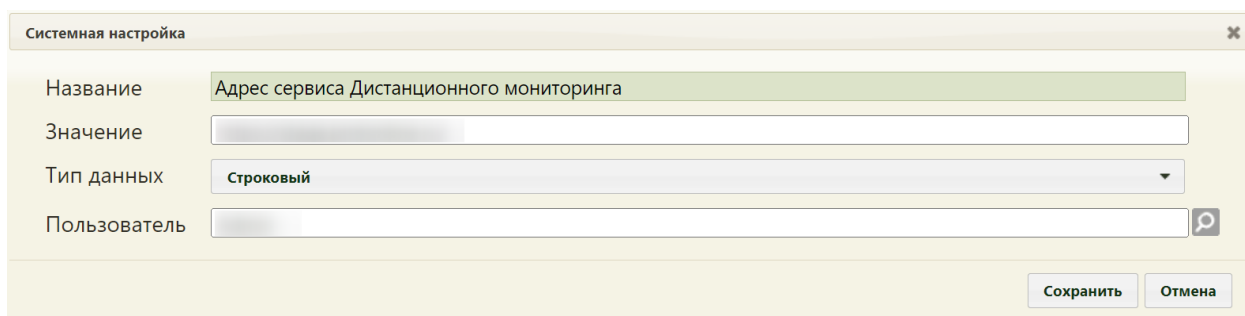 Системная настройка
Название Адрес сервиса Дистанционного мониторинга
Значение
Тип данных Строковый
Пользователь
Сохранить Отмена